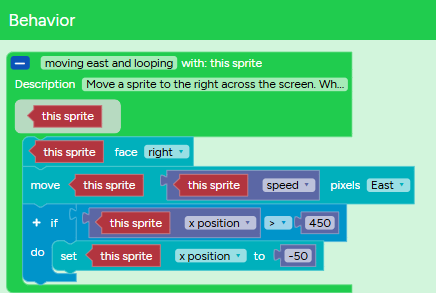 Behavior
moving east and looping with: this sprite
Description Move a sprite to the right across the screen. Wh...
this sprite
this sprite face right
move this sprite this sprite speed pixels East
+ if this sprite x position > 450
do set this sprite x position to -50